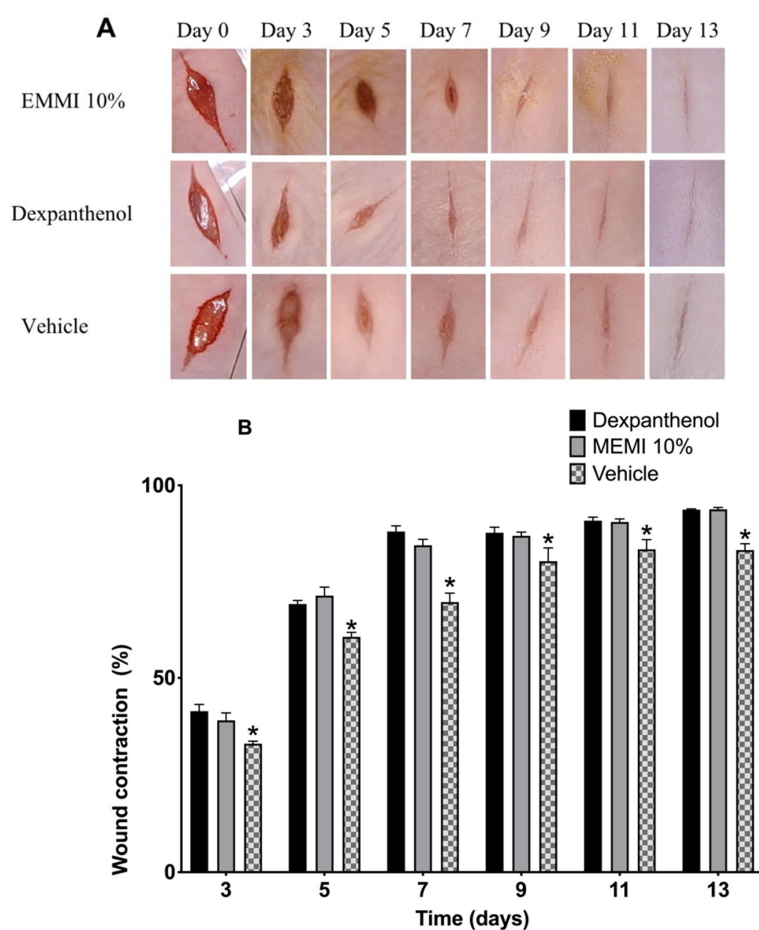 A Day 0 Day 3 Day 5 Day 7 Day 9 Day 11 Day 13
EMMI 10%
Dexpanthenol
Vehicle
B
Dexpanthenol
MEMI 10%
Vehicle
100
50
0
Wound contraction (%)
* * * * * *
3 5 7 9 11 13
Time (days)